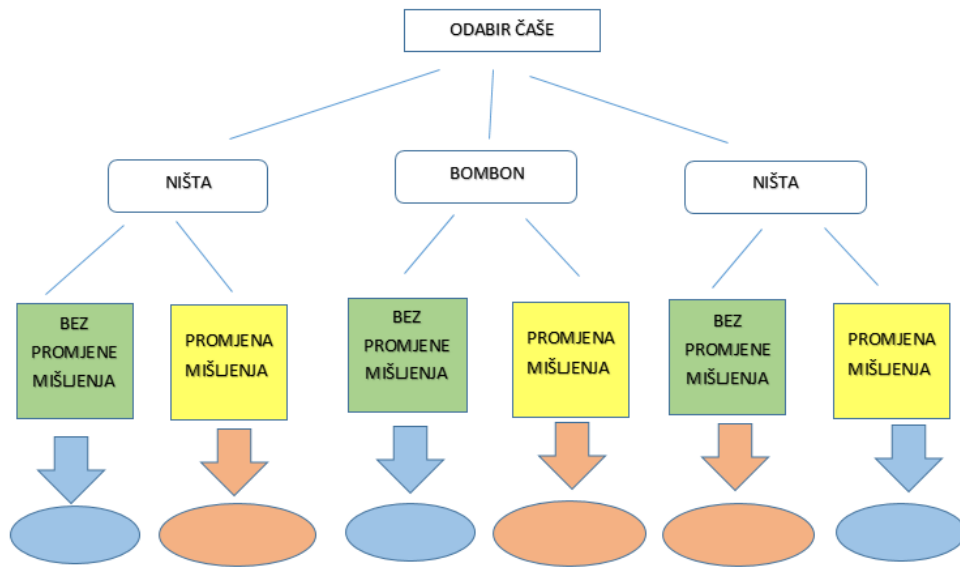 ODABIR ČAŠE
NIŠTA
BOMBON
NIŠTA
BEZ
PROMJENE
MIŠLJENJA
PROMJENA
MIŠLJENJA
BEZ
PROMJENE
MIŠLJENJA
PROMJENA
MIŠLJENJA
BEZ
PROMJENE
MIŠLJENJA
PROMJENA
MIŠLJENJA